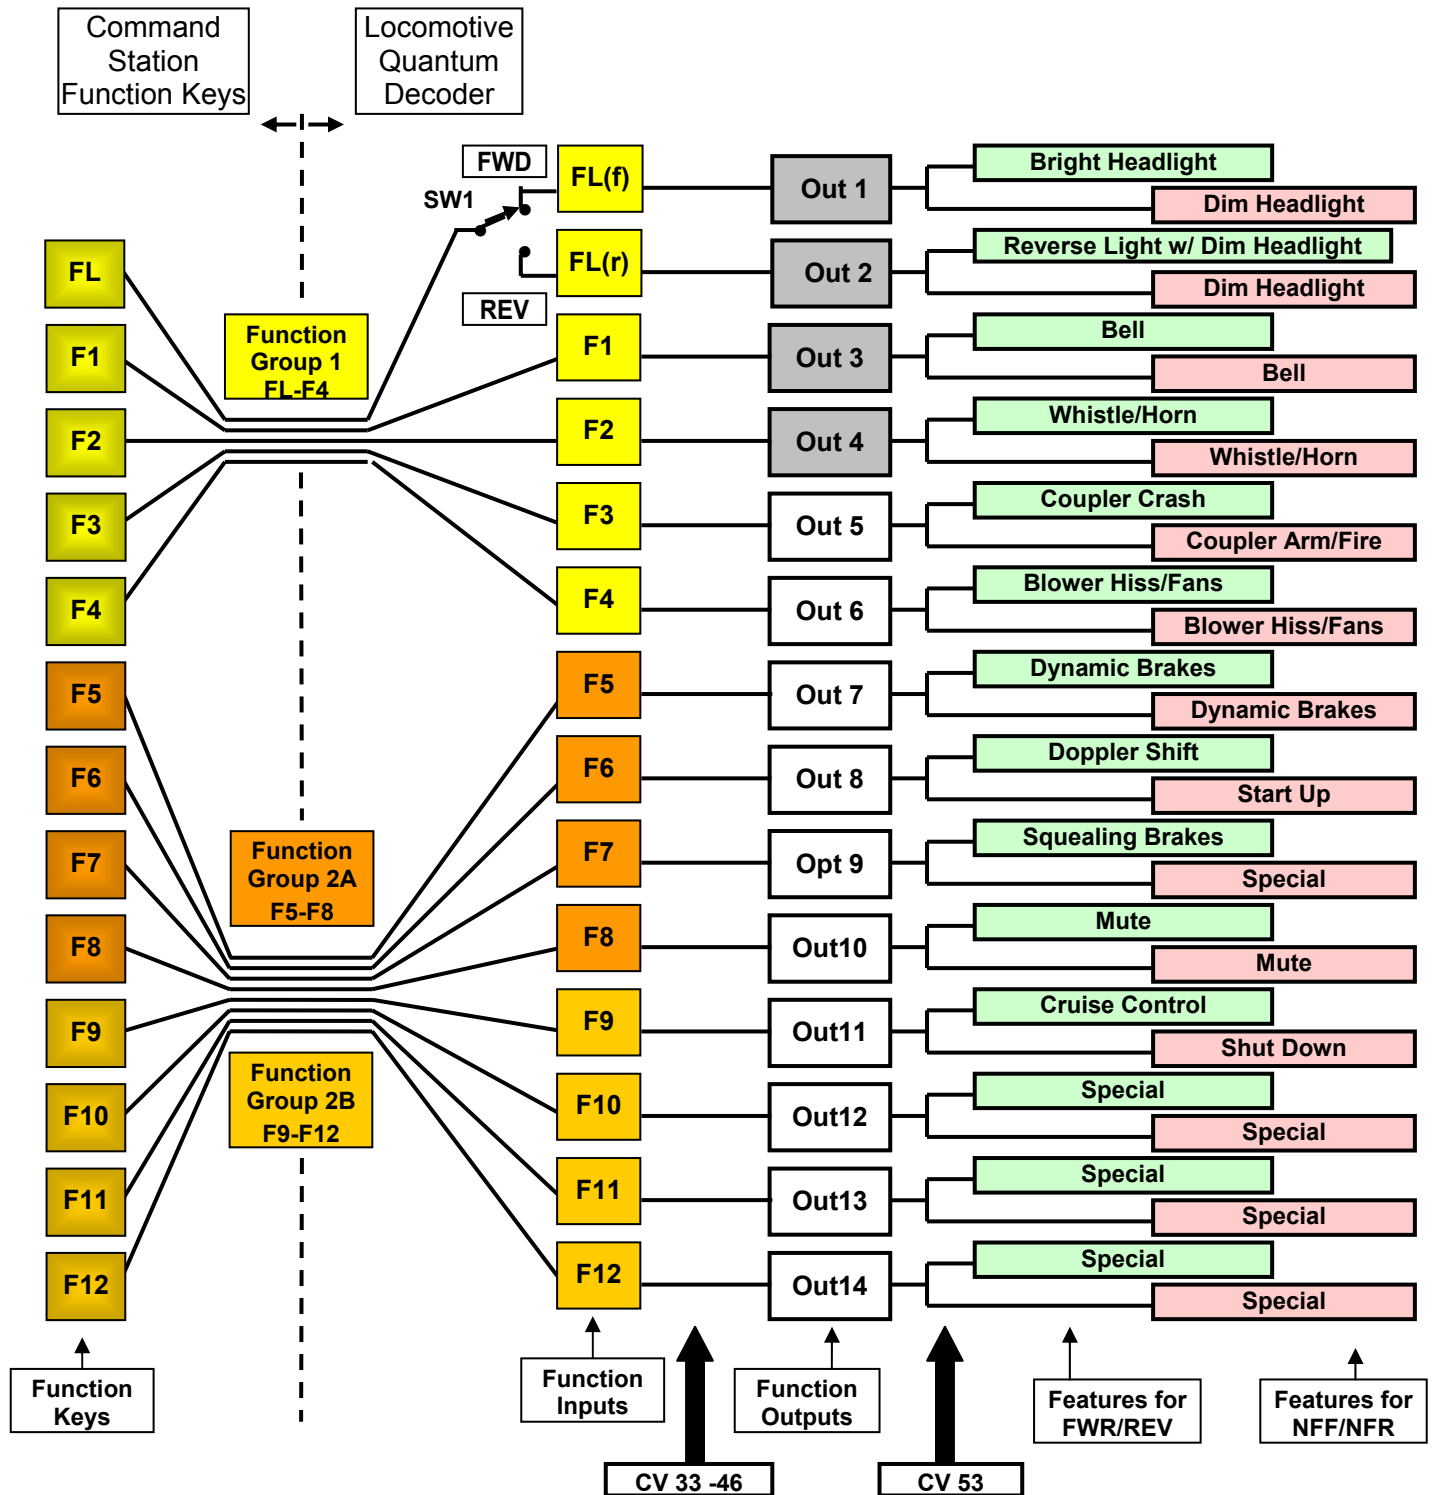 Command
Station
Function Keys
Locomotive
Quantum
Decoder
FWD
SW1
REV
FL
F1
F2
F3
F4
F5
F6
F7
F8
F9
F10
F11
F12
Function
Group 1
FL-F4
Function
Group 2A
F5-F8
Function
Group 2B
F9-F12
FL(f)
FL(r)
F1
F2
F3
F4
F5
F6
F7
F8
F9
F10
F11
F12
Out 1
Out 2
Out 3
Out 4
Out 5
Out 6
Out 7
Out 8
Opt 9
Out10
Out11
Out12
Out13
Out14
Bright Headlight
Dim Headlight
Reverse Light w/ Dim Headlight
Dim Headlight
Bell
Bell
Whistle/Horn
Whistle/Horn
Coupler Crash
Coupler Arm/Fire
Blower Hiss/Fans
Blower Hiss/Fans
Dynamic Brakes
Dynamic Brakes
Doppler Shift
Start Up
Squealing Brakes
Special
Mute
Mute
Cruise Control
Shut Down
Special
Special
Special
Special
Special
Special
Function
Keys
Function
Inputs
Function
Outputs
Features for
FWR/REV
Features for
NFF/NFR
CV 33 -46
CV 53